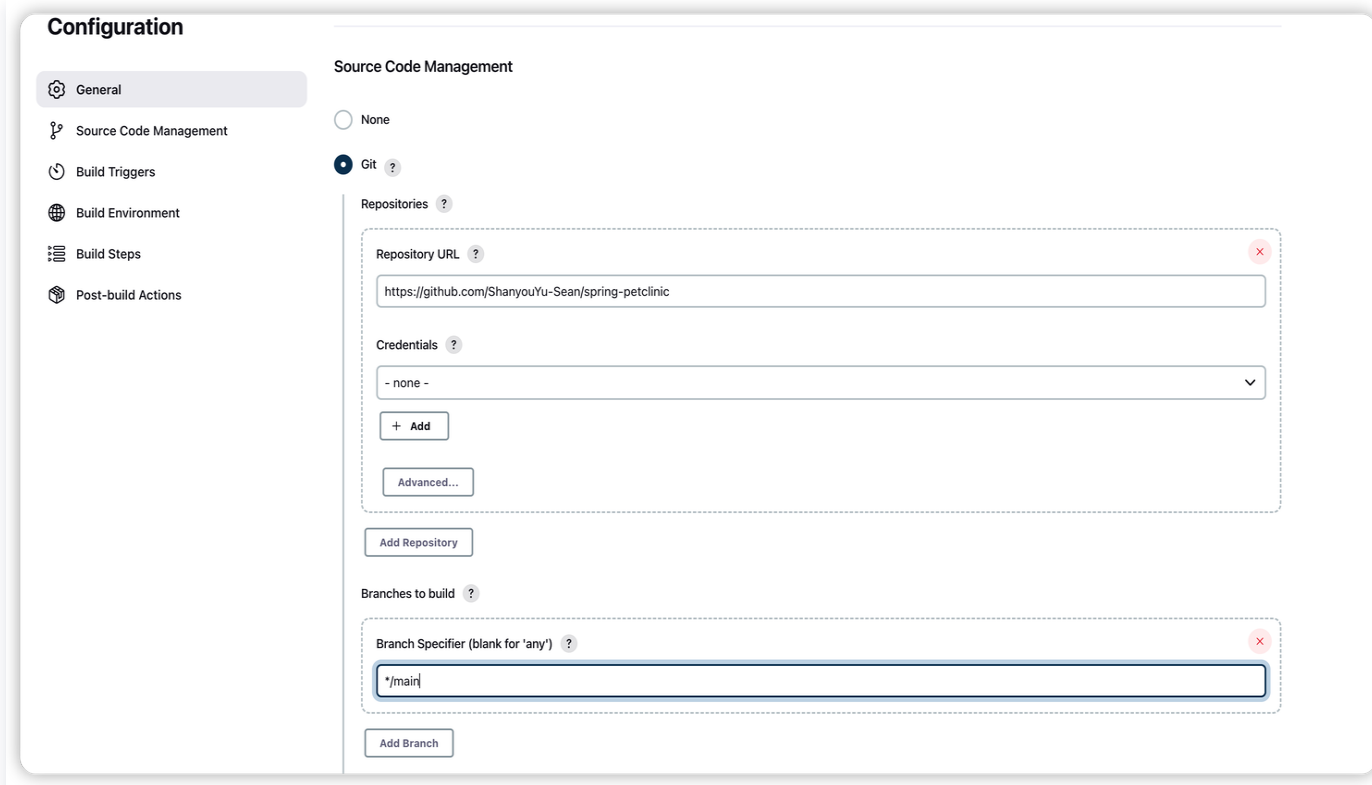 Configuration
General
Source Code Management
Build Triggers
Build Environment
Build Steps
Post-build Actions
Source Code Management
None
Git ?
Repositories ?
Repository URL ?
https://github.com/ShanyouYu-Sean/spring-petclinic
Credentials ?
- none -
+ Add
Advanced...
Add Repository
Branches to build ?
Branch Specifier (blank for 'any') ?
*/main
Add Branch